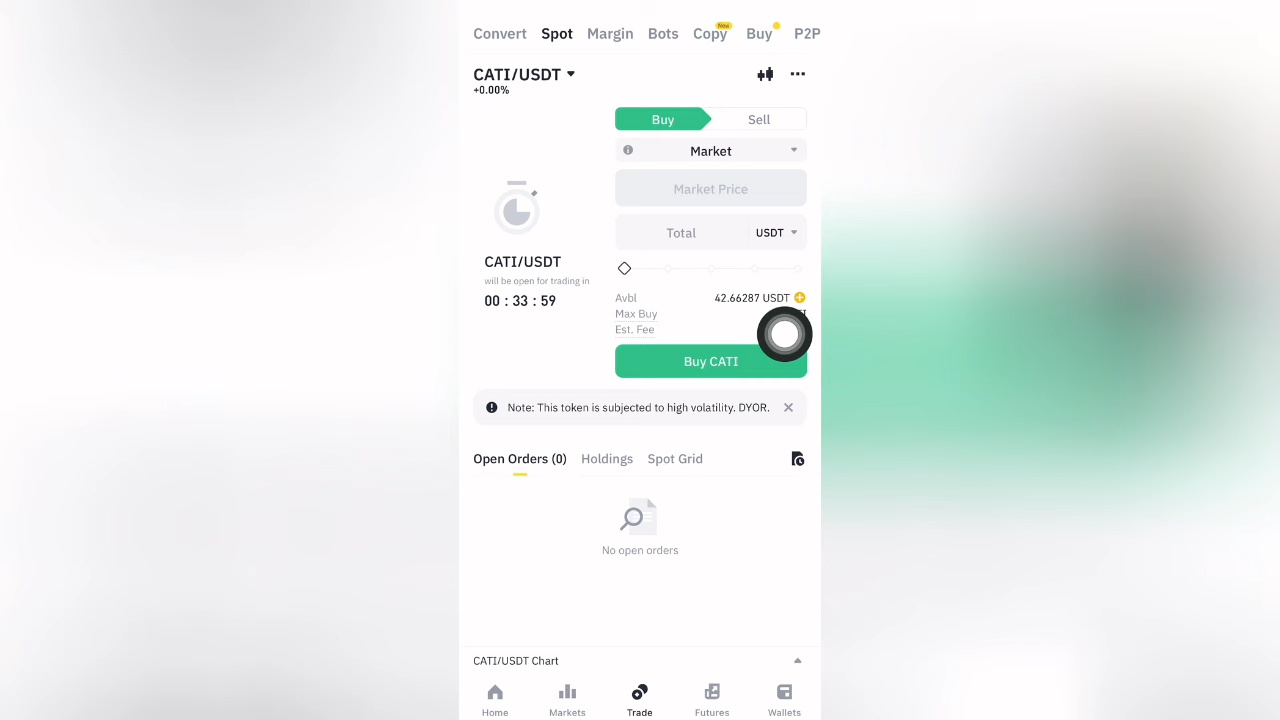 Convert Spot Margin Bots Copy New Buy P2P
CATI/USDT
+0.00%
Buy Sell
Market
Market Price
Total USDT
CATI/USDT
will be open for trading in
00 : 33 : 59
Avbl 42.66287 USDT
Max Buy
Est. Fee
Buy CATI
Note: This token is subjected to high volatility. DYOR.
Open Orders (0) Holdings Spot Grid
No open orders
CATI/USDT Chart
Home Markets Trade Futures Wallets